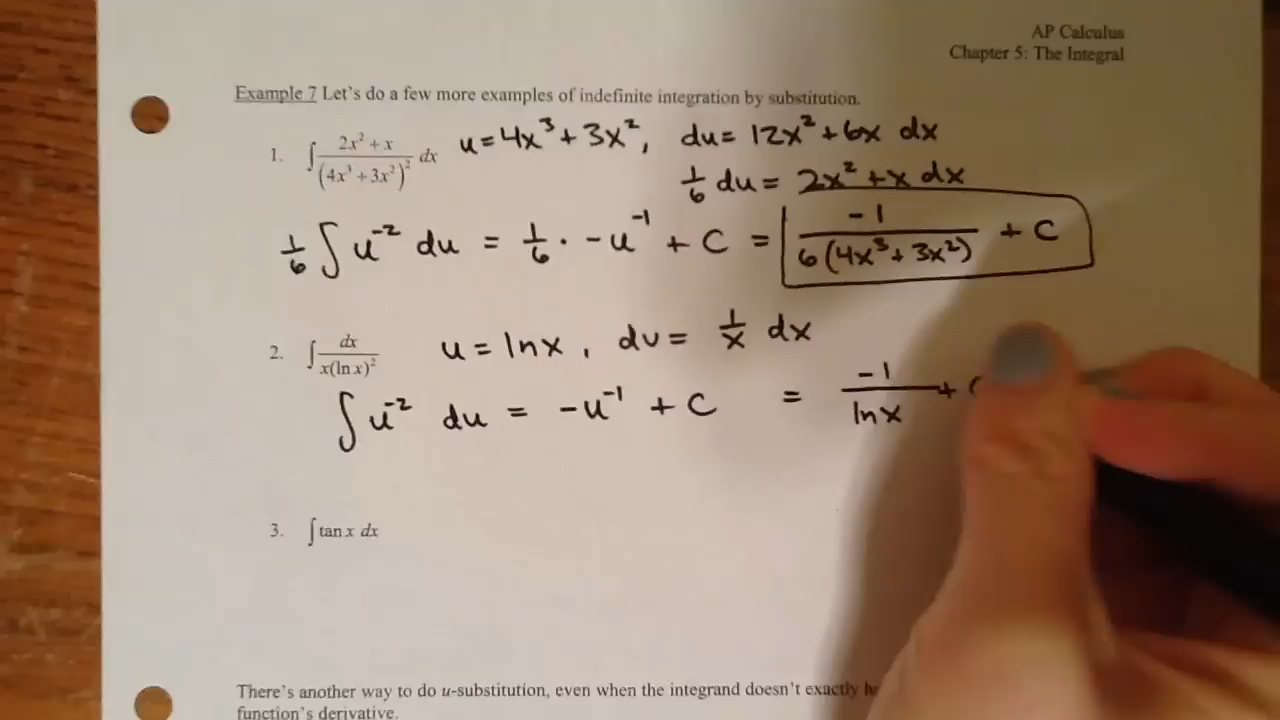 AP Calculus
Chapter 5: The Integral
Example 7 Let's do a few more examples of indefinite integration by substitution.
1. ∫ (2x² + x)/(4x³ + 3x²)² dx u = 4x³ + 3x², du = 12x² + 6x dx
1/6 du = 2x² + x dx
1/6 ∫ u⁻² du = 1/6 · -u⁻¹ + C = -1/(6(4x³ + 3x²)) + C
2. ∫ dx/(x(ln x)²) u = ln x, du = 1/x dx
∫ u⁻² du = -u⁻¹ + C = -1/ln x +
3. ∫ tan x dx
There's another way to do u-substitution, even when the integrand doesn't exactly
function's derivative.